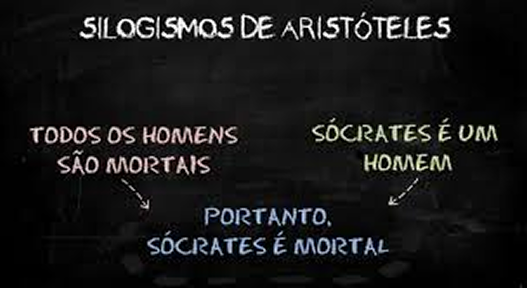 SILOGISMOS DE ARISTÓTELES
TODOS OS HOMENS
SÃO MORTAIS
SÓCRATES É UM
HOMEM
PORTANTO,
SÓCRATES É MORTAL